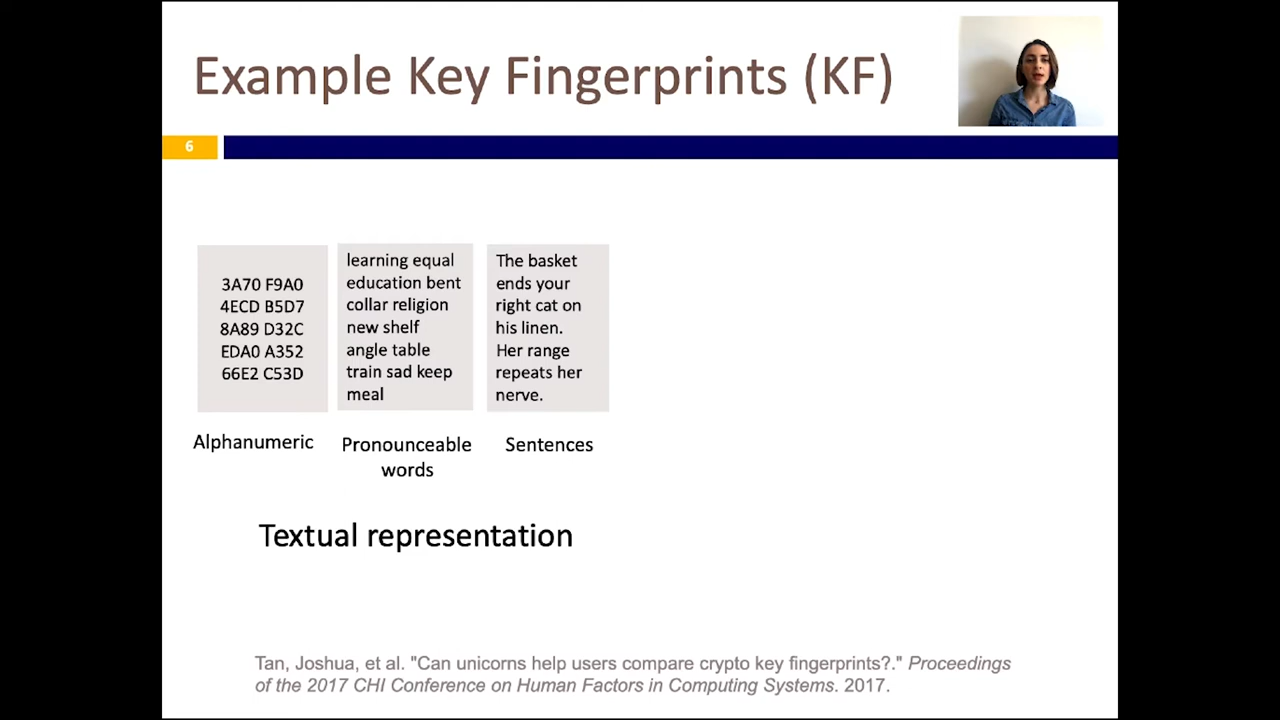 Example Key Fingerprints (KF)
6
3A70 F9A0
4ECD B5D7
8A89 D32C
EDA0 A352
66E2 C53D
Alphanumeric
learning equal
education bent
collar religion
new shelf
angle table
train sad keep
meal
Pronounceable
words
The basket
ends your
right cat on
his linen.
Her range
repeats her
nerve.
Sentences
Textual representation
Tan, Joshua, et al. "Can unicorns help users compare crypto key fingerprints?." Proceedings
of the 2017 CHI Conference on Human Factors in Computing Systems. 2017.